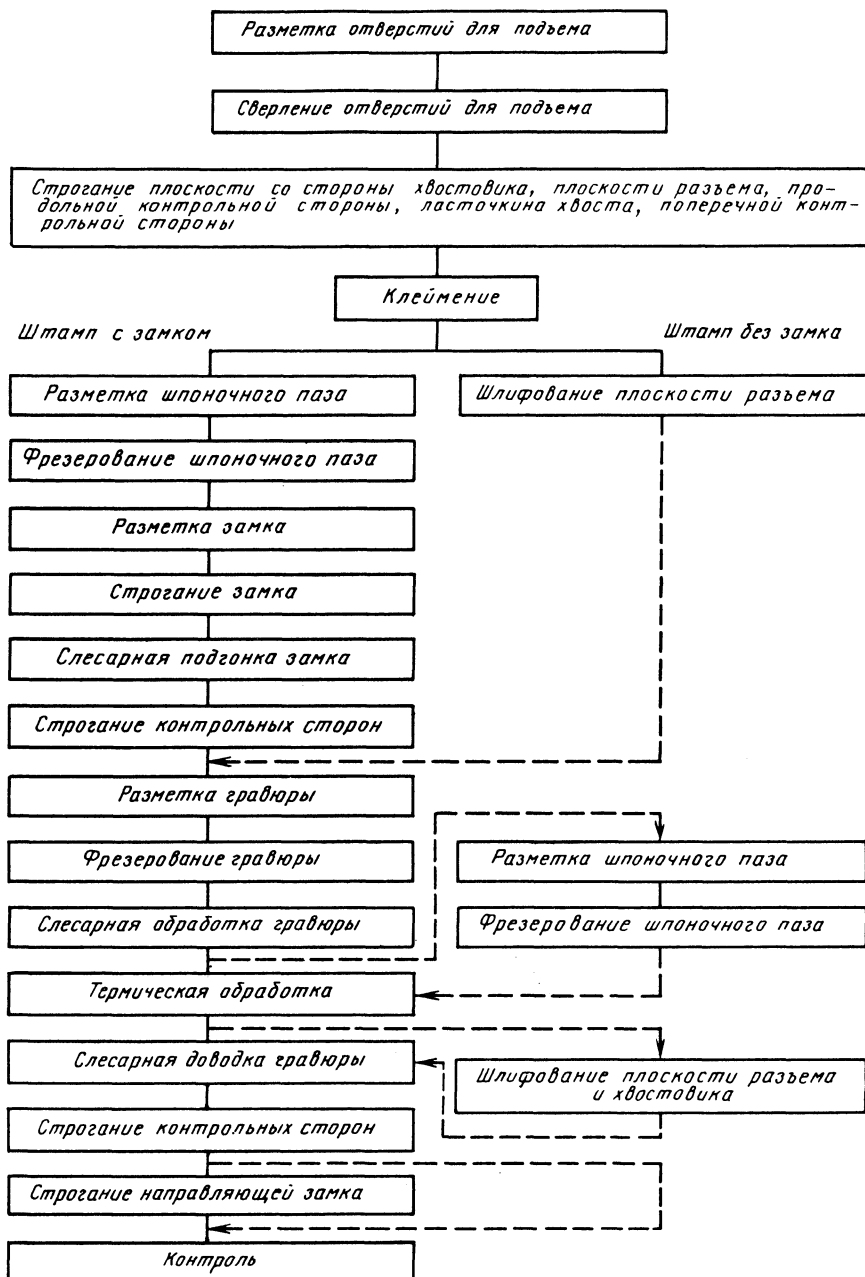 Разметка отверстий для подъема
Сверление отверстий для подъема
Строгание плоскости со стороны хвостовика, плоскости разъема, про-
дольной контрольной стороны, ласточкина хвоста, поперечной конт-
рольной стороны
Клеймение
Штамп с замком
Штамп без замка
Разметка шпоночного паза
Шлифование плоскости разъема
Фрезерование шпоночного паза
Разметка замка
Строгание замка
Слесарная подгонка замка
Строгание контрольных сторон
Разметка гравюры
Фрезерование гравюры
Разметка шпоночного паза
Слесарная обработка гравюры
Фрезерование шпоночного паза
Термическая обработка
Слесарная доводка гравюры
Шлифование плоскости разъема
и хвостовика
Строгание контрольных сторон
Строгание направляющей замка
Контроль